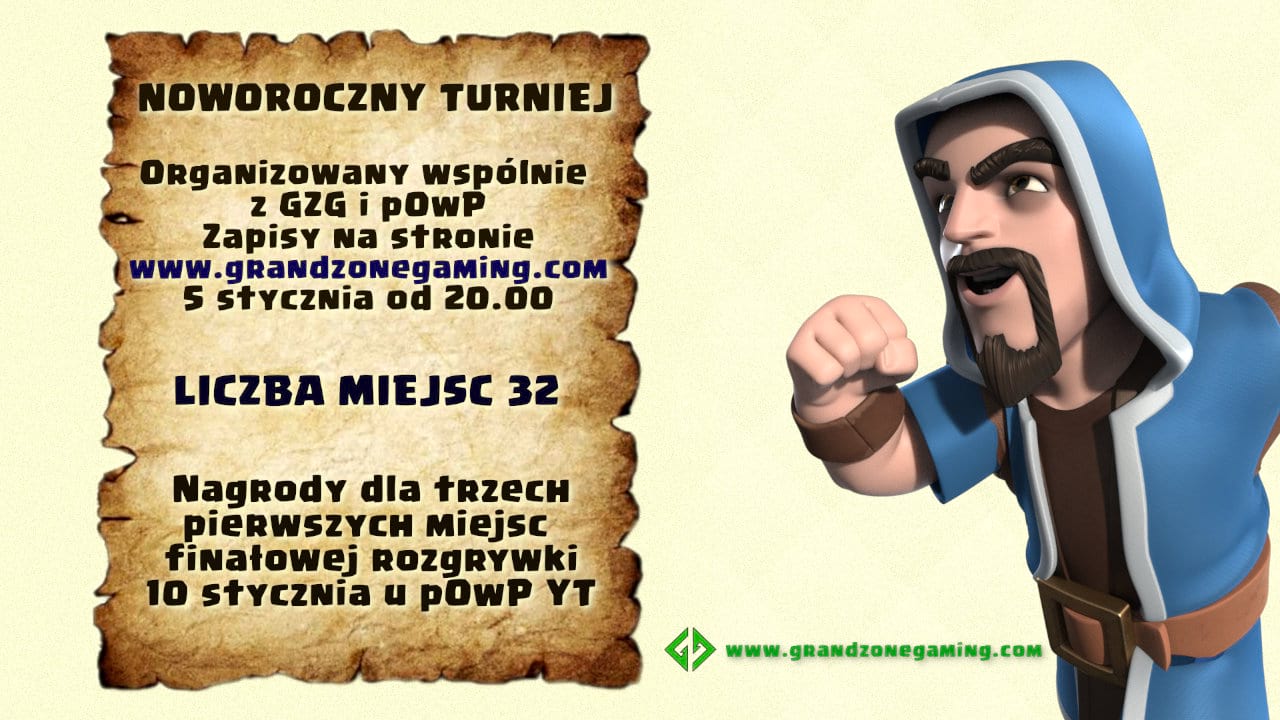 NOWOROCZNY TURNIEJ
Organizowany wspólnie
z GZG i pOwP
Zapisy na stronie
www.grandzonegaming.com
5 stycznia od 20.00
LICZBA MIEJSC 32
Nagrody dla trzech
pierwszych miejsc
finałowej rozgrywki
10 stycznia u pOwP YT
www.grandzonegaming.com